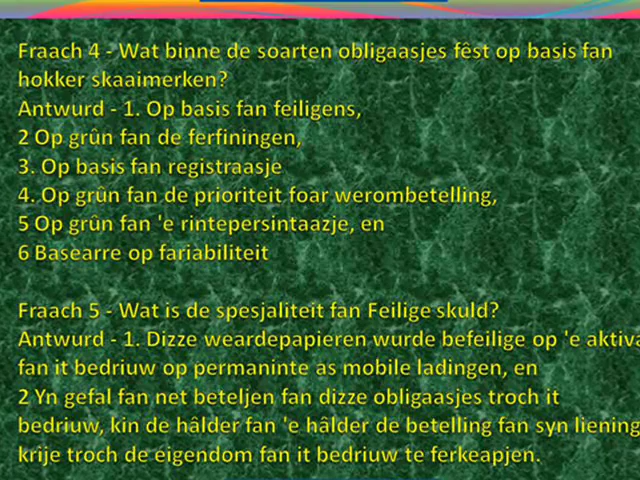 Fraach 4 - Wat binne de soarten obligaasjes fêst op basis fan
hokker skaaimerken?
Antwurd - 1. Op basis fan feiligens,
2 Op grûn fan de ferfiningen,
3. Op basis fan registraasje
4. Op grûn fan de prioriteit foar werombetelling,
5 Op grûn fan 'e rintepersintaazje, en
6 Basearre op fariabiliteit
Fraach 5 - Wat is de spesjaliteit fan Feilige skuld?
Antwurd - 1. Dizze weardepapieren wurde befeilige op 'e aktiva
fan it bedriuw op permaninte as mobile ladingen, en
2 Yn gefal fan net beteljen fan dizze obligaasjes troch it
bedriuw, kin de hâlder fan 'e hâlder de betelling fan syn liening
krije troch de eigendom fan it bedriuw te ferkeapjen.